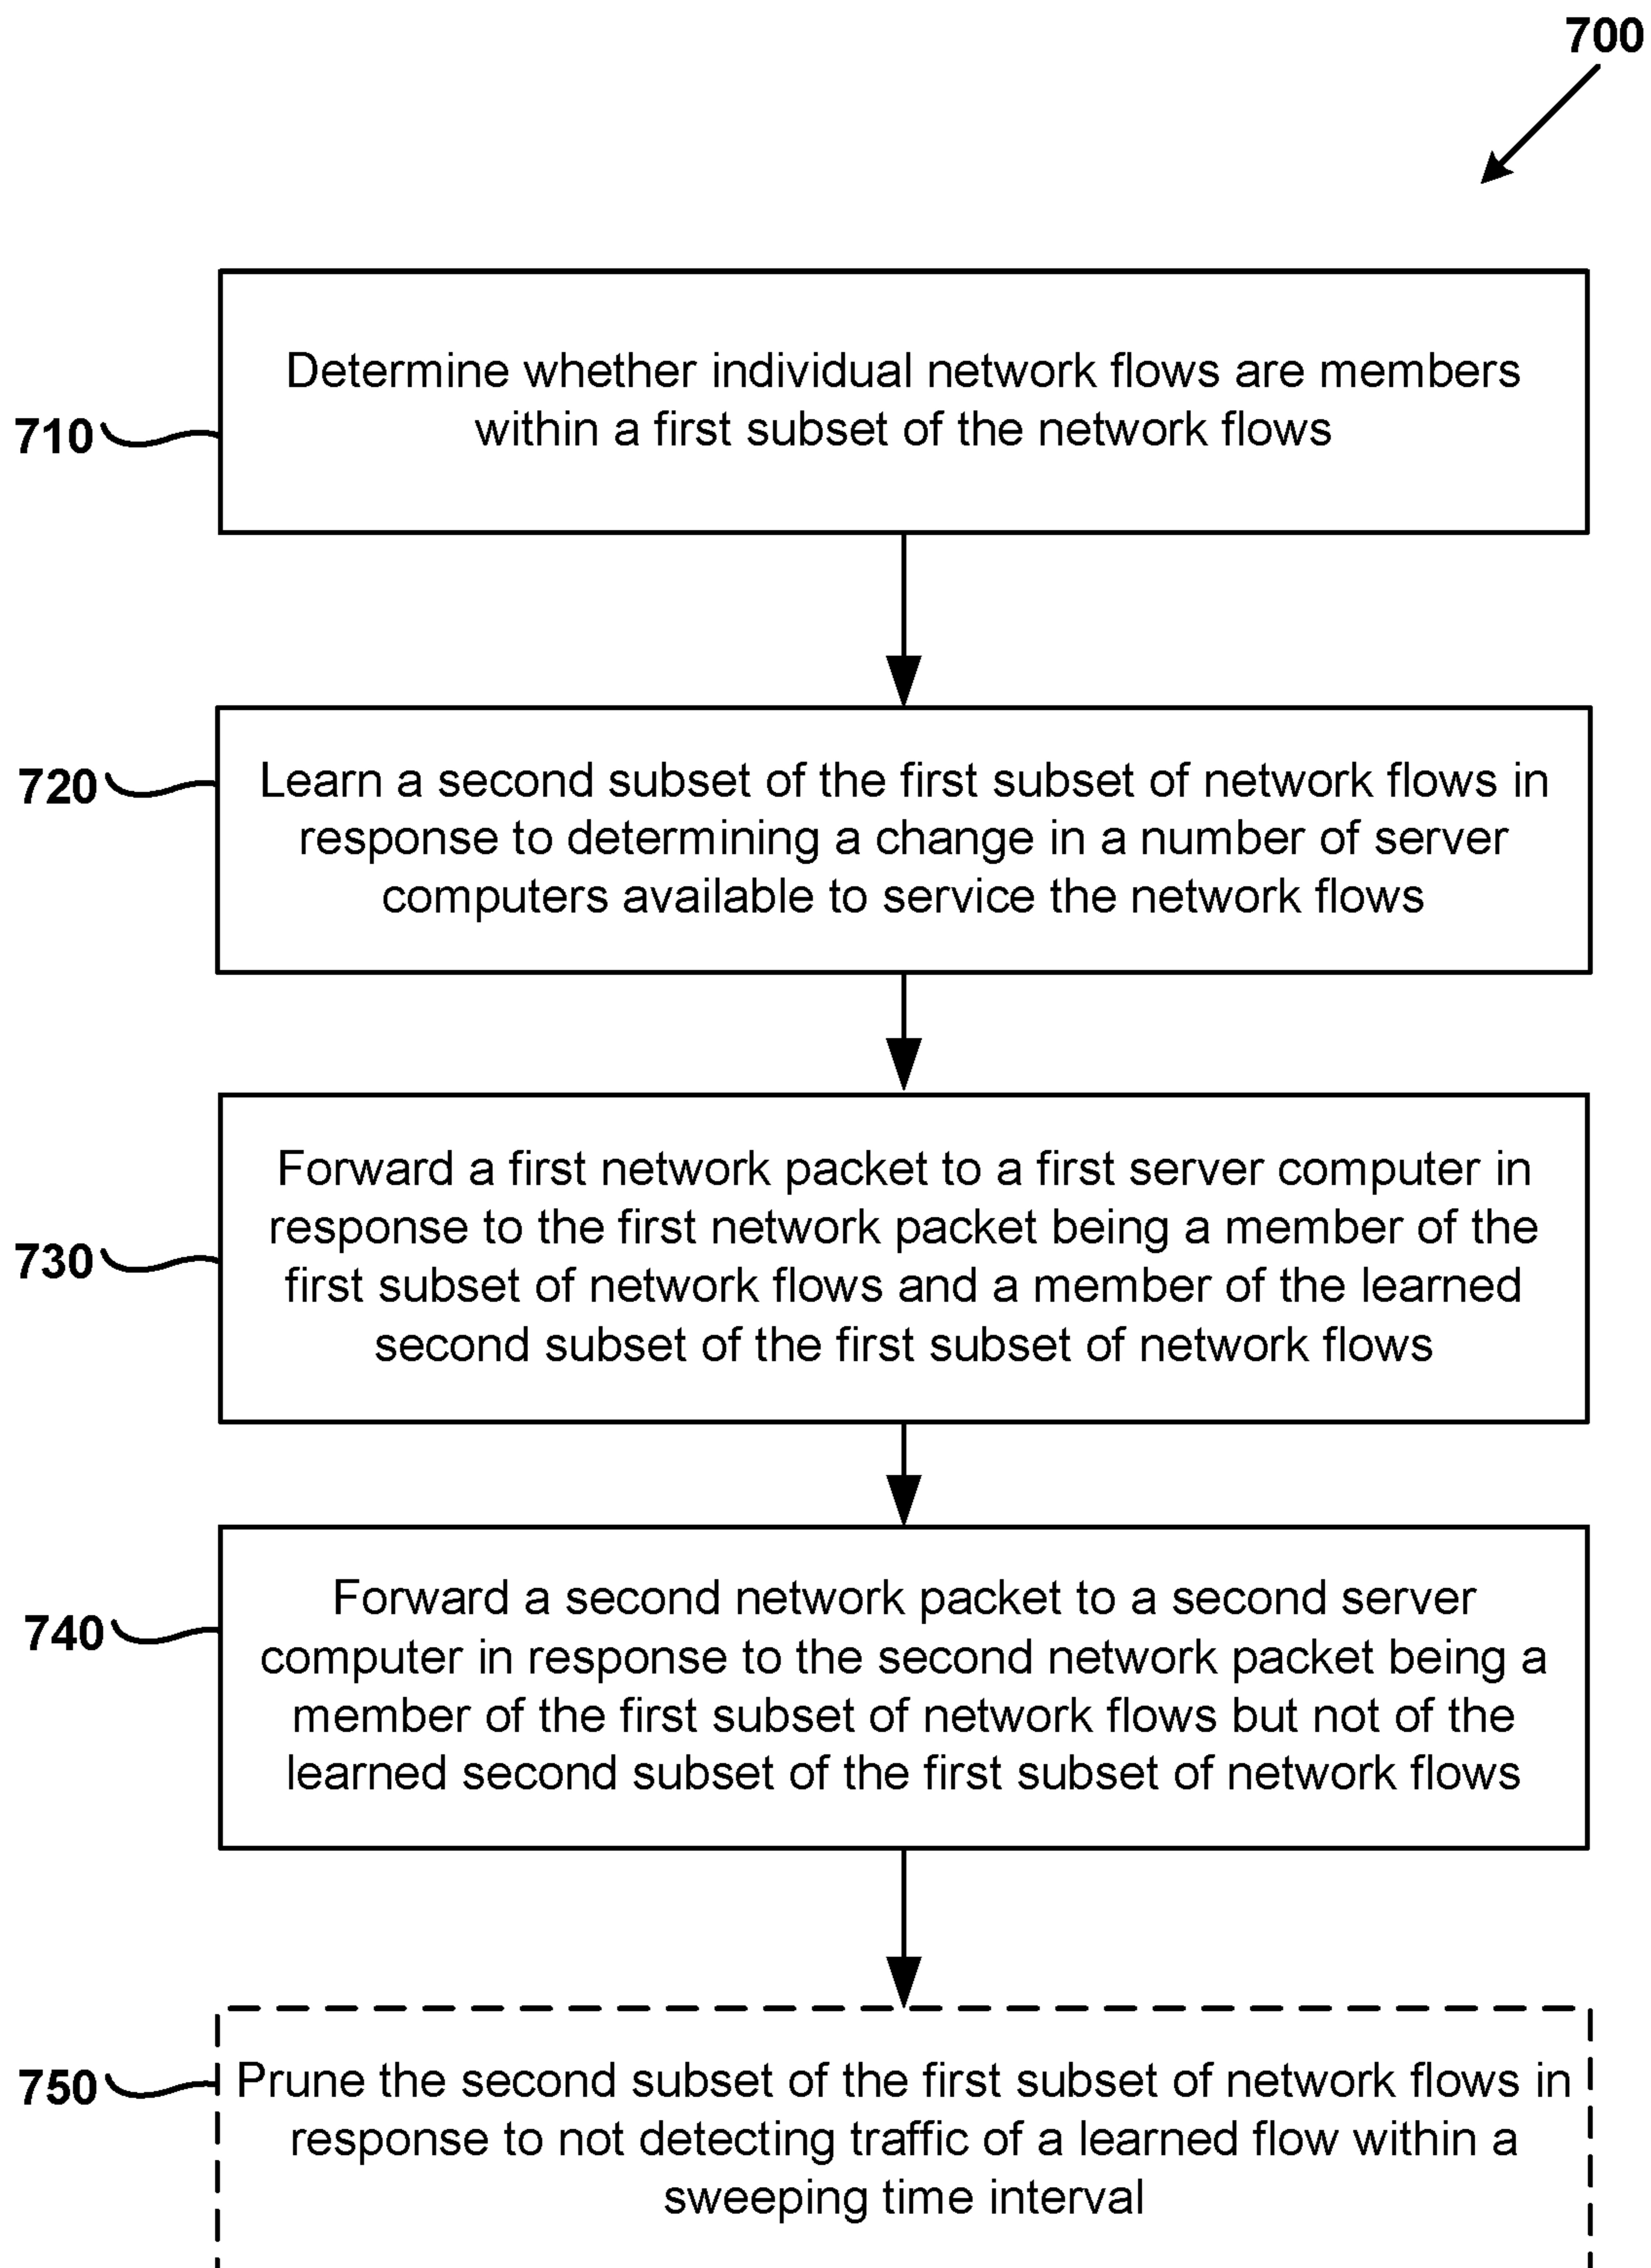 700
Determine whether individual network flows are members
within a first subset of the network flows
710
Learn a second subset of the first subset of network flows in
response to determining a change in a number of server
computers available to service the network flows
720
Forward a first network packet to a first server computer in
response to the first network packet being a member of the
first subset of network flows and a member of the learned
second subset of the first subset of network flows
730
Forward a second network packet to a second server
computer in response to the second network packet being a
member of the first subset of network flows but not of the
learned second subset of the first subset of network flows
740
Prune the second subset of the first subset of network flows in
response to not detecting traffic of a learned flow within a
sweeping time interval
750